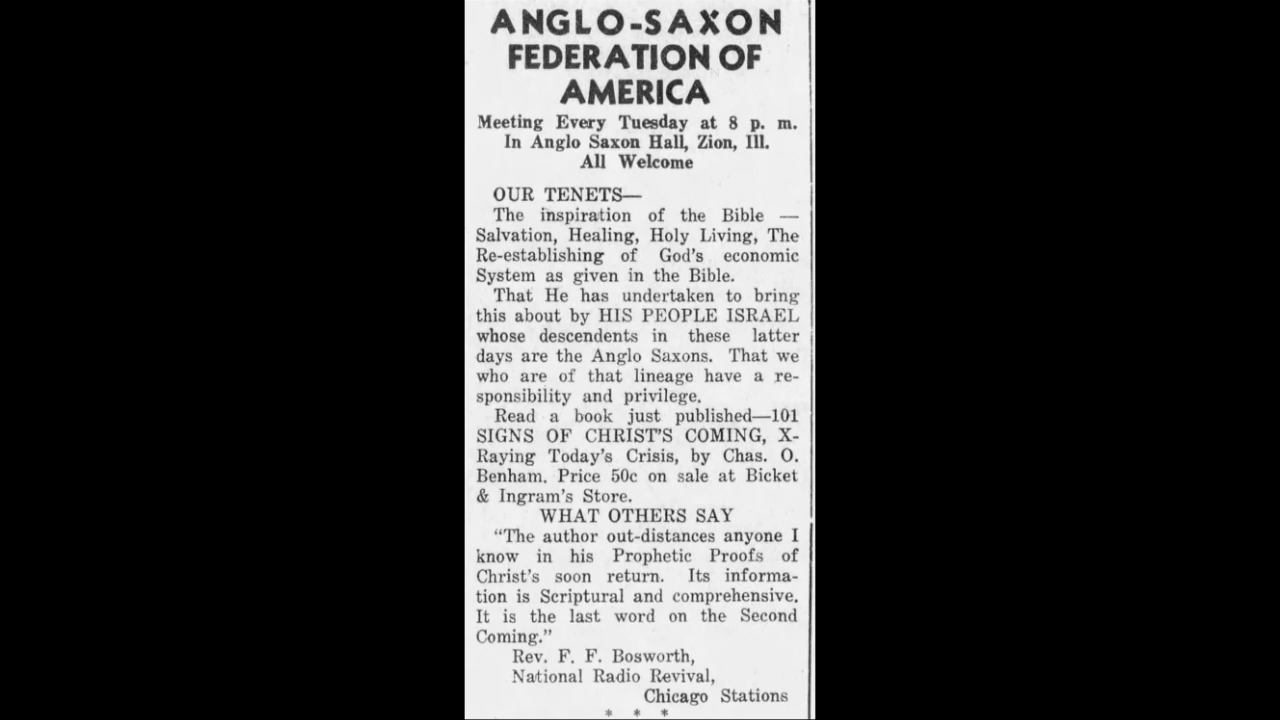 ANGLO-SAXON
FEDERATION OF
AMERICA
Meeting Every Tuesday at 8 p. m.
In Anglo Saxon Hall, Zion, Ill.
All Welcome
OUR TENETS—
The inspiration of the Bible —
Salvation, Healing, Holy Living, The
Re-establishing of God's economic
System as given in the Bible.
That He has undertaken to bring
this about by HIS PEOPLE ISRAEL
whose descendents in these latter
days are the Anglo Saxons. That we
who are of that lineage have a re-
sponsibility and privilege.
Read a book just published—101
SIGNS OF CHRIST'S COMING, X-
Raying Today's Crisis, by Chas. O.
Benham. Price 50c on sale at Bicket
& Ingram's Store.
WHAT OTHERS SAY
"The author out-distances anyone I
know in his Prophetic Proofs of
Christ's soon return. Its informa-
tion is Scriptural and comprehensive.
It is the last word on the Second
Coming."
Rev. F. F. Bosworth,
National Radio Revival,
Chicago Stations
* * *